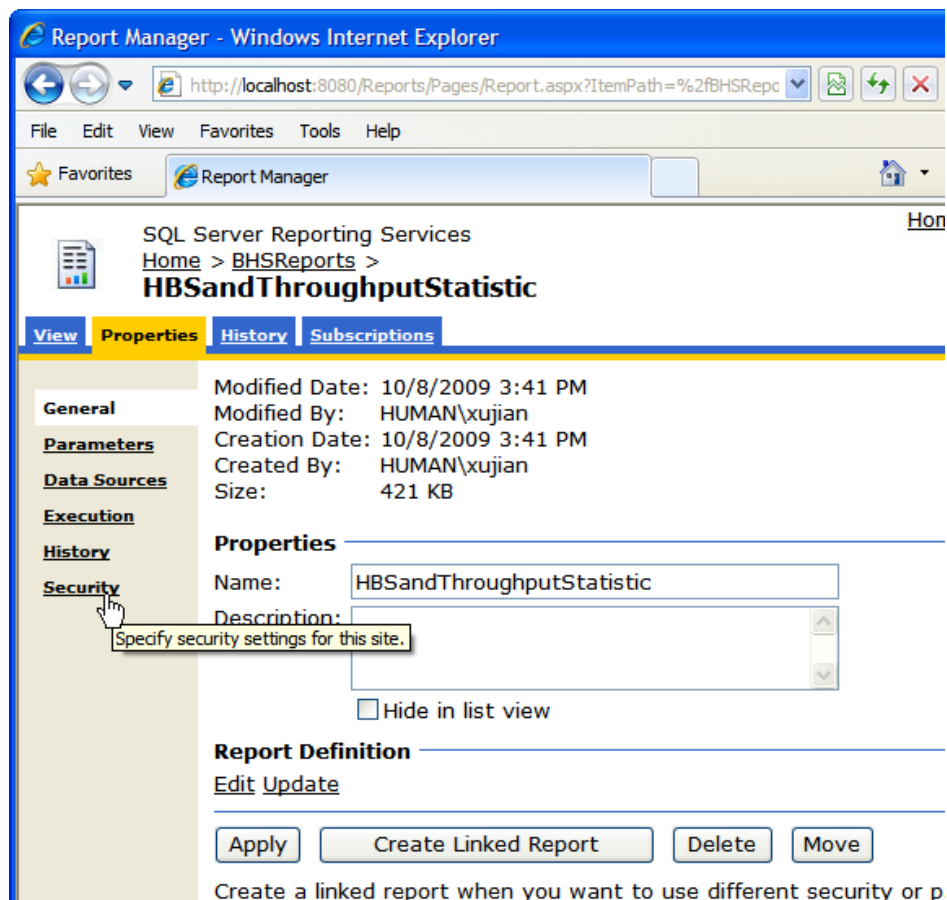 Report Manager - Windows Internet Explorer
http://localhost:8080/Reports/Pages/Report.aspx?ItemPath=%2fBHSRepo
File Edit View Favorites Tools Help
Favorites Report Manager
Hom
SQL Server Reporting Services
Home > BHSReports >
HBSandThroughputStatistic
View Properties History Subscriptions
General
Parameters
Data Sources
Execution
History
Security
Modified Date: 10/8/2009 3:41 PM
Modified By: HUMAN\xujian
Creation Date: 10/8/2009 3:41 PM
Created By: HUMAN\xujian
Size: 421 KB
Properties
Name: HBSandThroughputStatistic
Description:
Specify security settings for this site.
Hide in list view
Report Definition
Edit Update
Apply Create Linked Report Delete Move
Create a linked report when you want to use different security or p